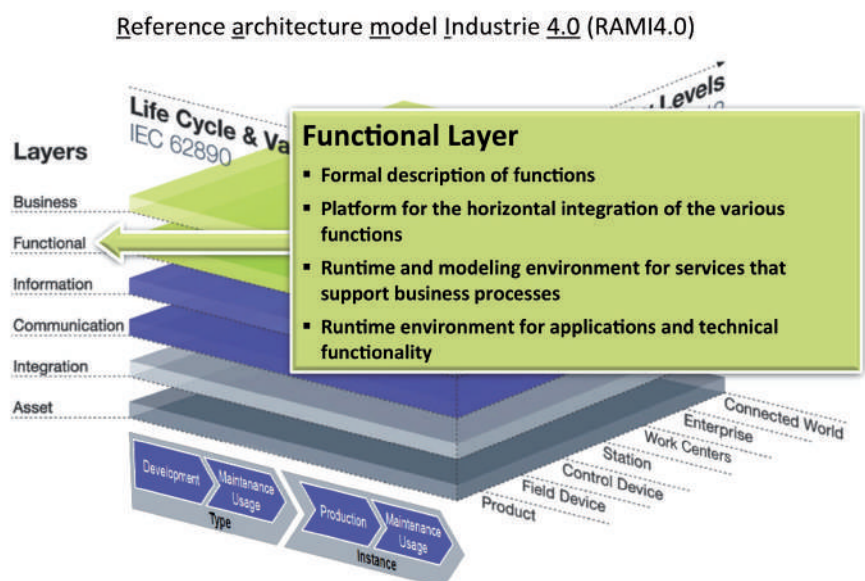 Reference architecture model Industrie 4.0 (RAMI4.0)
Life Cycle &
IEC 62890
Levels
Layers
Business
Functional
Information
Communication
Integration
Asset
Functional Layer
▪ Formal description of functions
▪ Platform for the horizontal integration of the various
functions
▪ Runtime and modeling environment for services that
support business processes
▪ Runtime environment for applications and technical
functionality
Connected World
Enterprise
Work Centers
Station
Control Device
Field Device
Product
Development
Maintenance
Usage
Type
Production
Maintenance
Usage
Instance